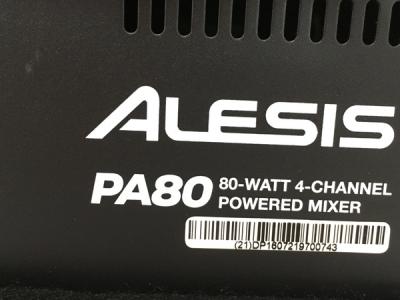 ALESIS
PA80 80-WATT 4-CHANNEL
POWERED MIXER
(21)DP1807219700743